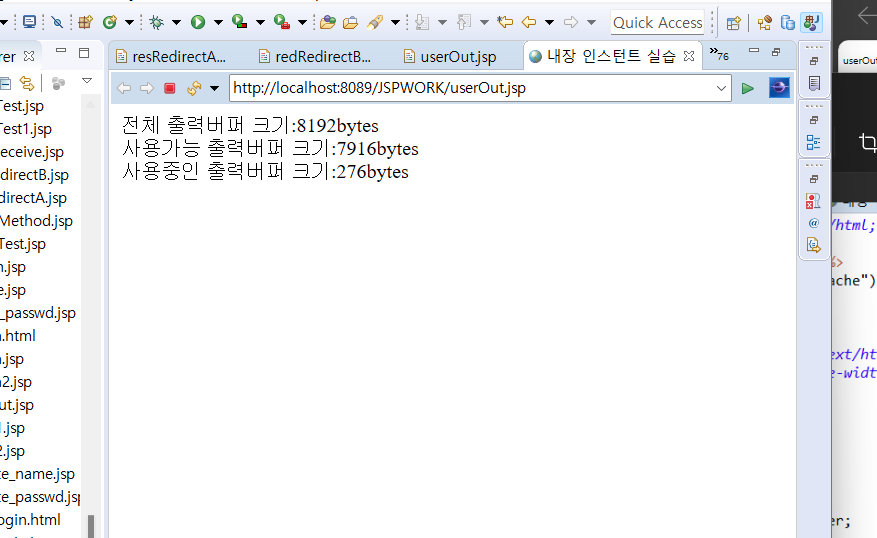 Quick Access
resRedirectA...
redRedirectB...
userOut.jsp
내장 인스턴트 실습
»76
http://localhost:8089/JSPWORK/userOut.jsp
전체 출력버퍼 크기:8192bytes
사용가능 출력버퍼 크기:7916bytes
사용중인 출력버퍼 크기:276bytes
rer
Test.jsp
Test1.jsp
eceive.jsp
directB.jsp
directA.jsp
Method.jsp
Test.jsp
n.jsp
e.jsp
_passwd.jsp
.html
n.jsp
n2.jsp
ut.jsp
1.jsp
2.jsp
te_name.jsp
te_passwd.jsp
ogin.html
userOut
/html;
%>
ache")
ext/ht
e-widt
er;